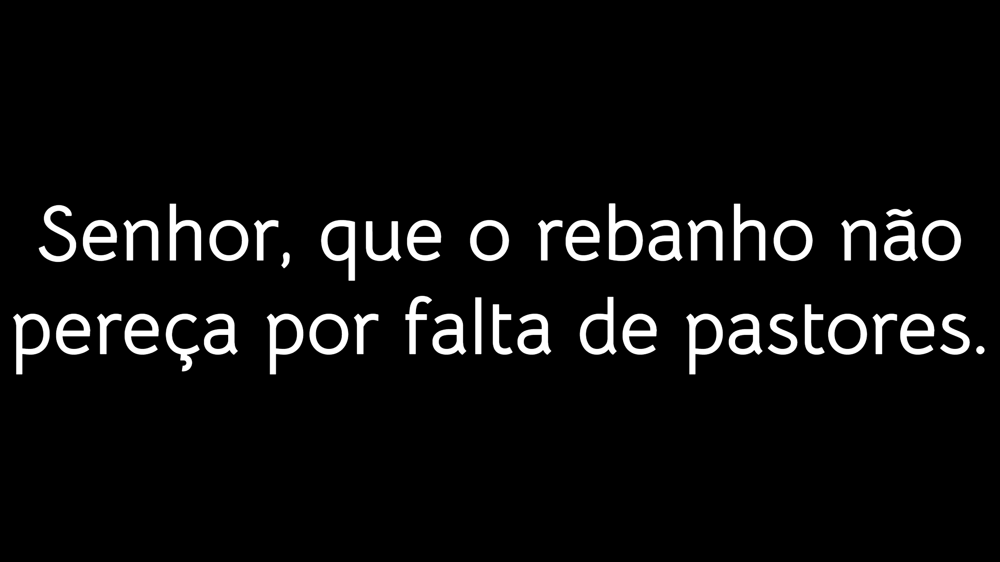 Senhor, que o rebanho não
pereça por falta de pastores.